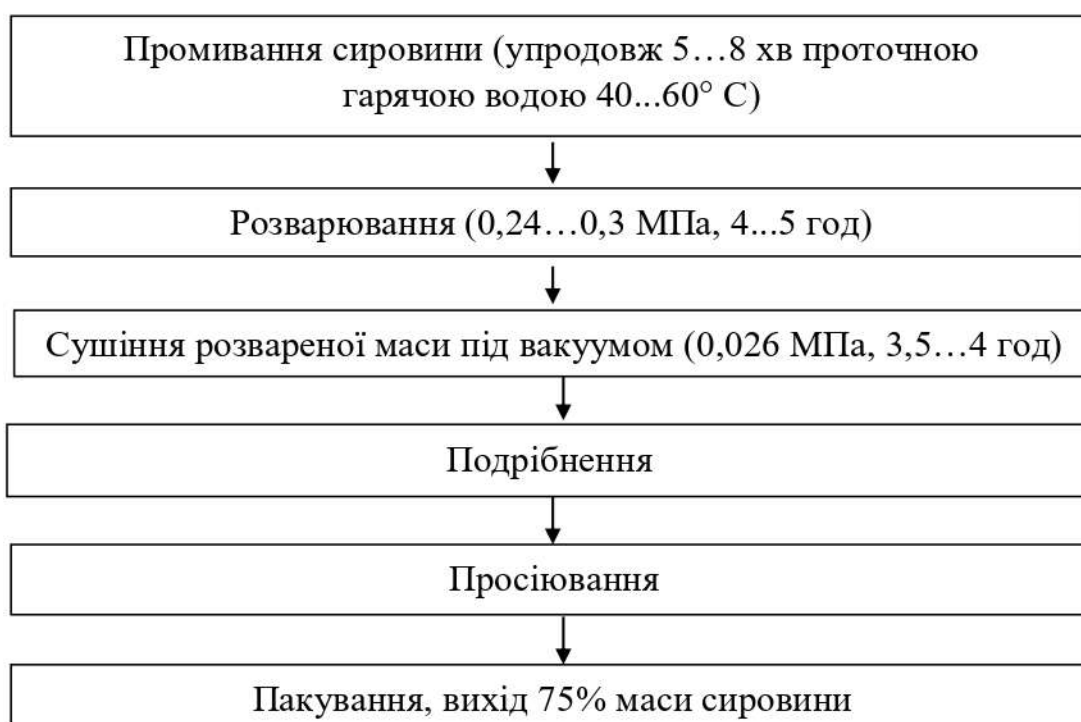 Промивання сировини (упродовж 5…8 хв проточною
гарячою водою 40...60° С)
Розварювання (0,24…0,3 МПа, 4...5 год)
Сушіння розвареної маси під вакуумом (0,026 МПа, 3,5…4 год)
Подрібнення
Просіювання
Пакування, вихід 75% маси сировини